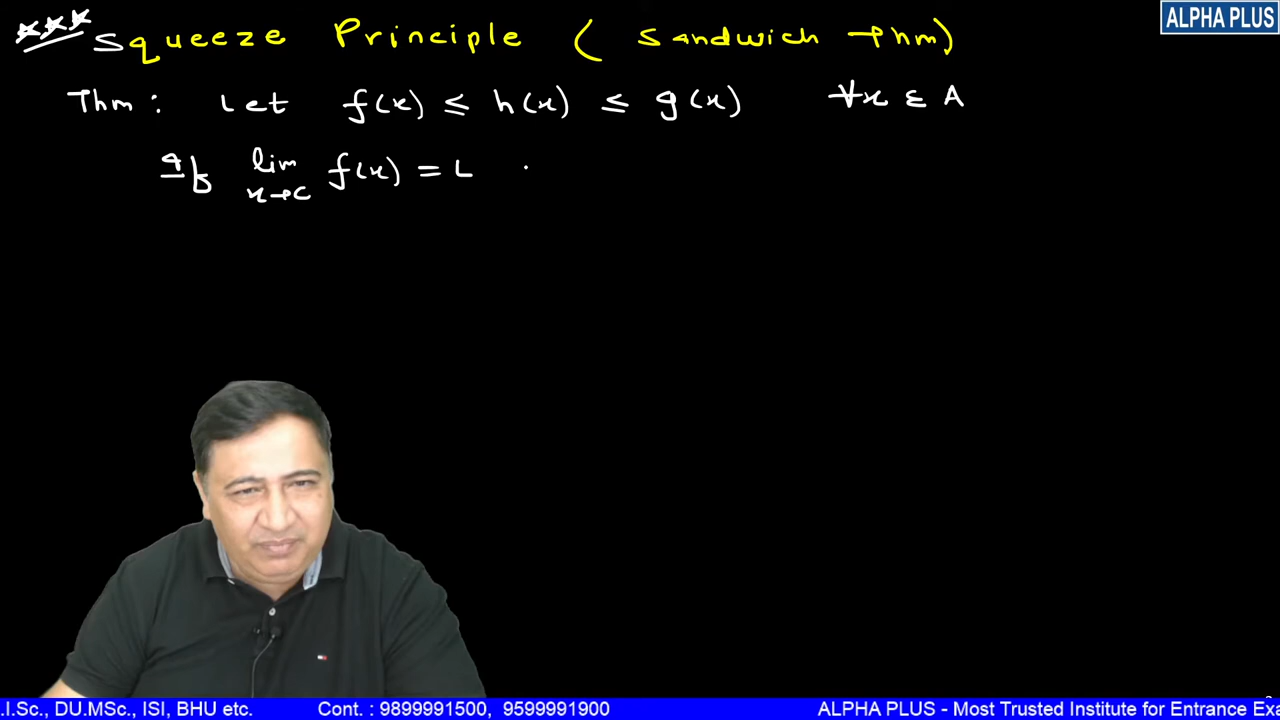 *** Squeeze Principle ( Sandwich Thm)
ALPHA PLUS
Thm : Let f(x) ≤ h(x) ≤ g(x) ∀x ε A
If lim x→c f(x) = L
.I.Sc., DU.MSc., ISI, BHU etc. Cont. : 9899991500, 9599991900 ALPHA PLUS - Most Trusted Institute for Entrance Exa